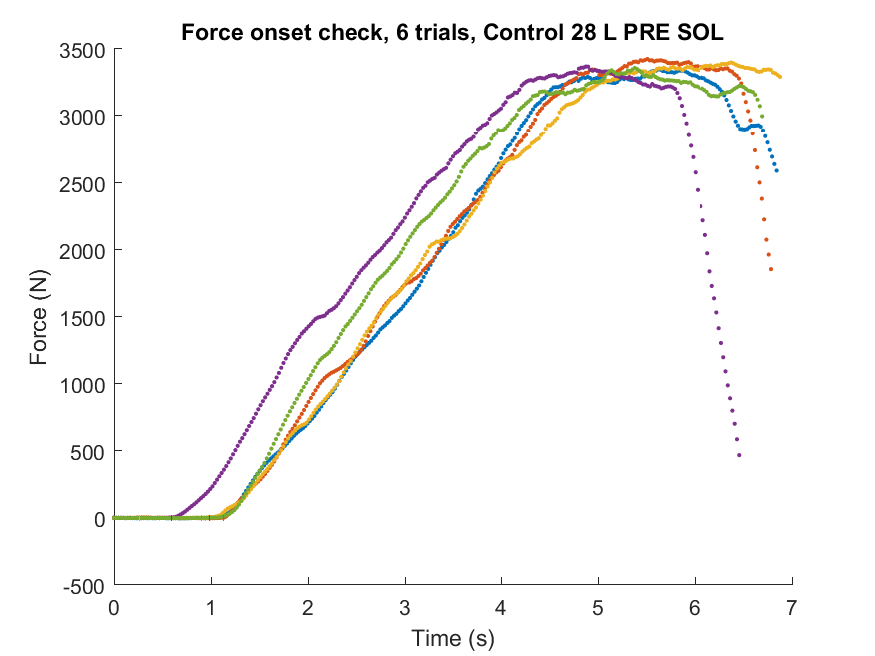 Force onset check, 6 trials, Control 28 L PRE SOL
3500
3000
2500
2000
1500
1000
500
0
-500
Force (N)
0 1 2 3 4 5 6 7
Time (s)